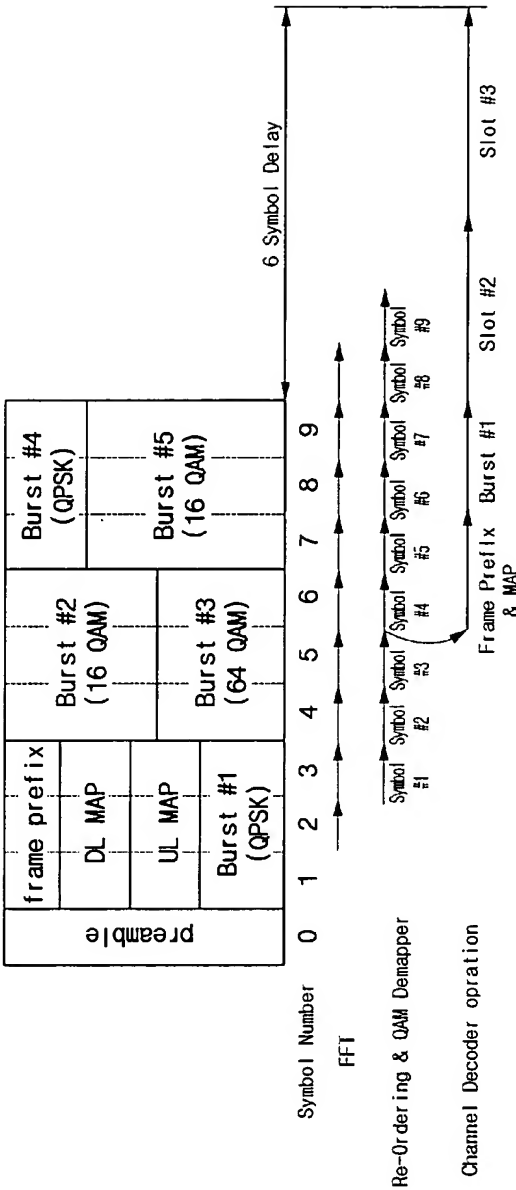 preamble
frame prefix
DL MAP
UL MAP
Burst #1
(QPSK)
Burst #2
(16 QAM)
Burst #3
(64 QAM)
Burst #4
(QPSK)
Burst #5
(16 QAM)
6 Symbol Delay
Symbol Number
0 1 2 3 4 5 6 7 8 9
FFT
Re-Ordering & QAM Demapper
Symbol #1
Symbol #2
Symbol #3
Symbol #4
Symbol #5
Symbol #6
Symbol #7
Symbol #8
Symbol #9
Channel Decoder opration
Frame Prefix
& MAP
Burst #1
Slot #2
Slot #3